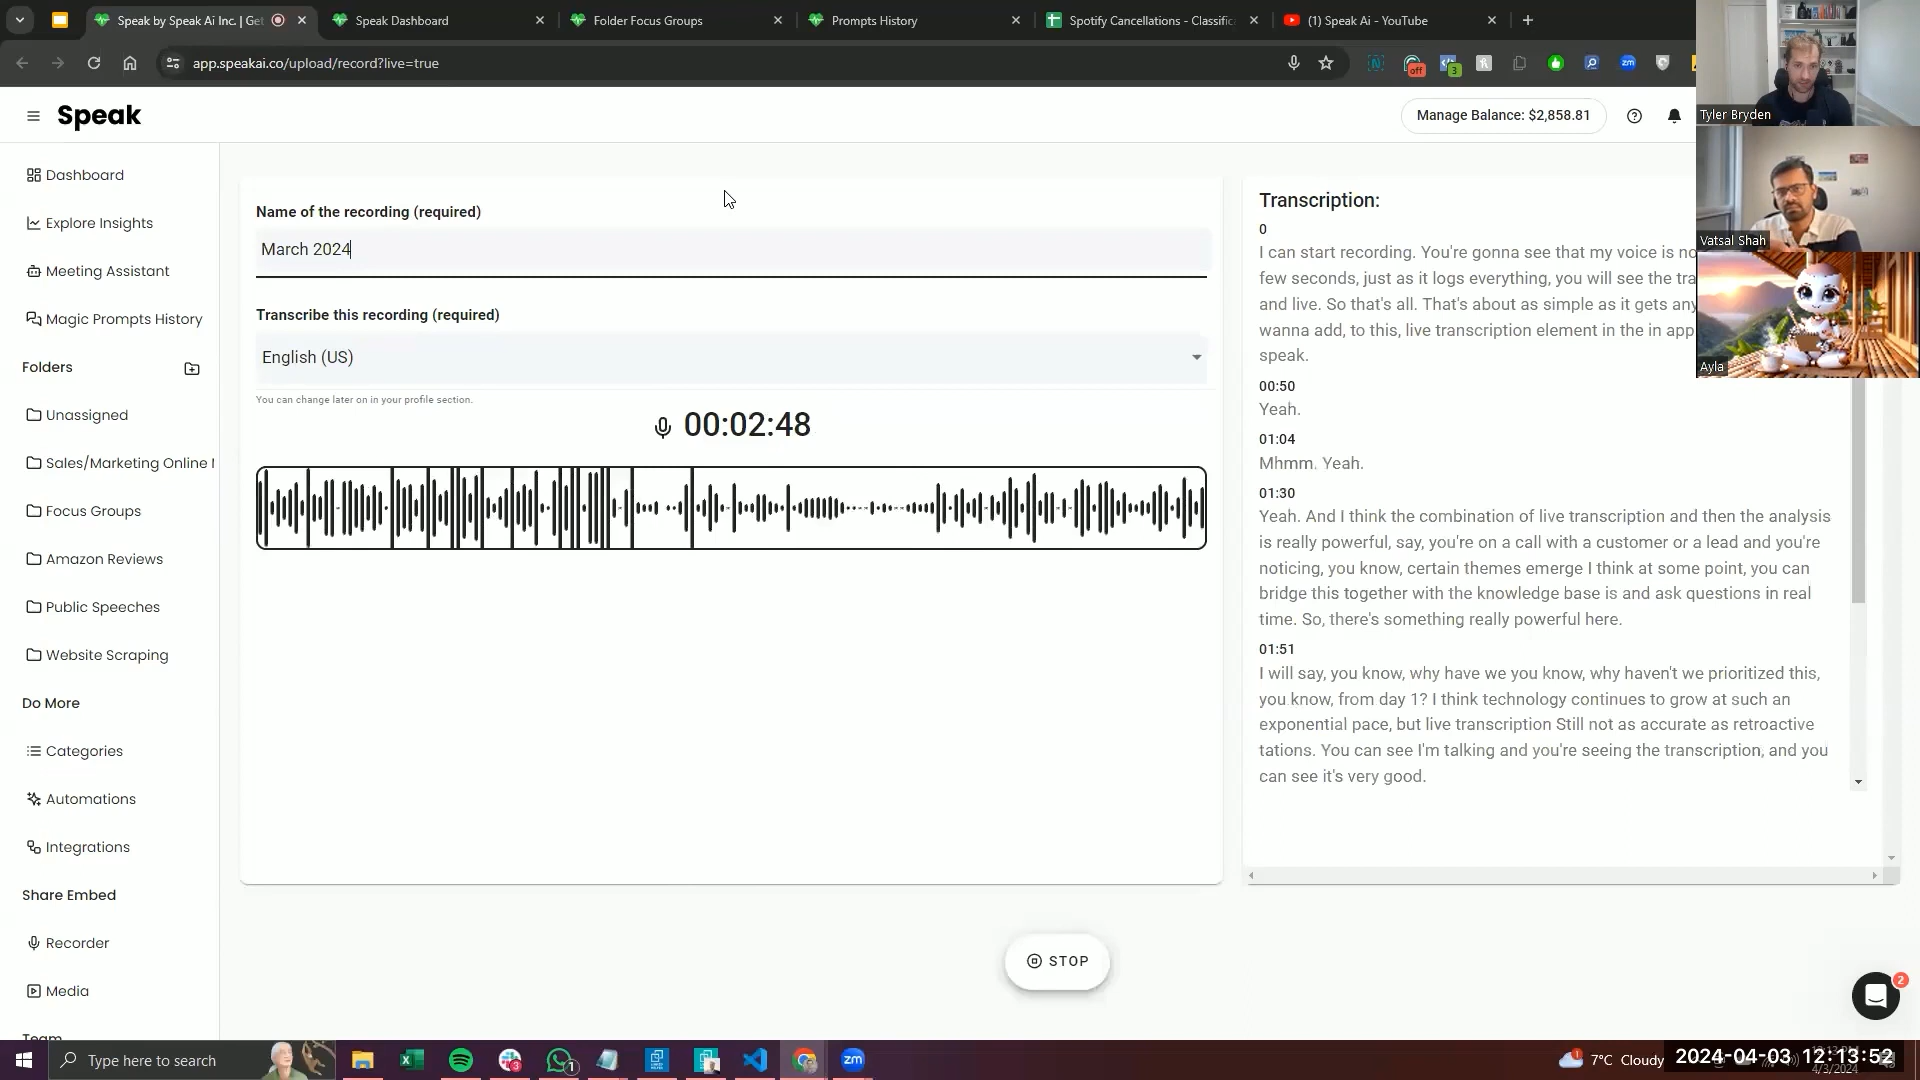 Speak by Speak Ai Inc. | Get
Speak Dashboard
Folder Focus Groups
Prompts History
Spotify Cancellations - Classific
(1) Speak Ai - YouTube
app.speakai.co/upload/record?live=true
off
3
zm
Speak
Manage Balance: $2,858.81
Tyler Bryden
Vatsal Shah
Ayla
Dashboard
Explore Insights
Meeting Assistant
Magic Prompts History
Folders
Unassigned
Sales/Marketing Online
Focus Groups
Amazon Reviews
Public Speeches
Website Scraping
Do More
Categories
Automations
Integrations
Share Embed
Recorder
Media
Team
Name of the recording (required)
March 2024
Transcribe this recording (required)
English (US)
You can change later on in your profile section.
00:02:48
STOP
Transcription:
0
I can start recording. You're gonna see that my voice is no
few seconds, just as it logs everything, you will see the tra
and live. So that's all. That's about as simple as it gets any
wanna add, to this, live transcription element in the in app
speak.
00:50
Yeah.
01:04
Mhmm. Yeah.
01:30
Yeah. And I think the combination of live transcription and then the analysis
is really powerful, say, you're on a call with a customer or a lead and you're
noticing, you know, certain themes emerge I think at some point, you can
bridge this together with the knowledge base is and ask questions in real
time. So, there's something really powerful here.
01:51
I will say, you know, why have we you know, why haven't we prioritized this,
you know, from day 1? I think technology continues to grow at such an
exponential pace, but live transcription Still not as accurate as retroactive
tations. You can see I'm talking and you're seeing the transcription, and you
can see it's very good.
2
Type here to search
3
1
zm
1
7°C Cloudy
2024-04-03 12:13:52
4/3/2024